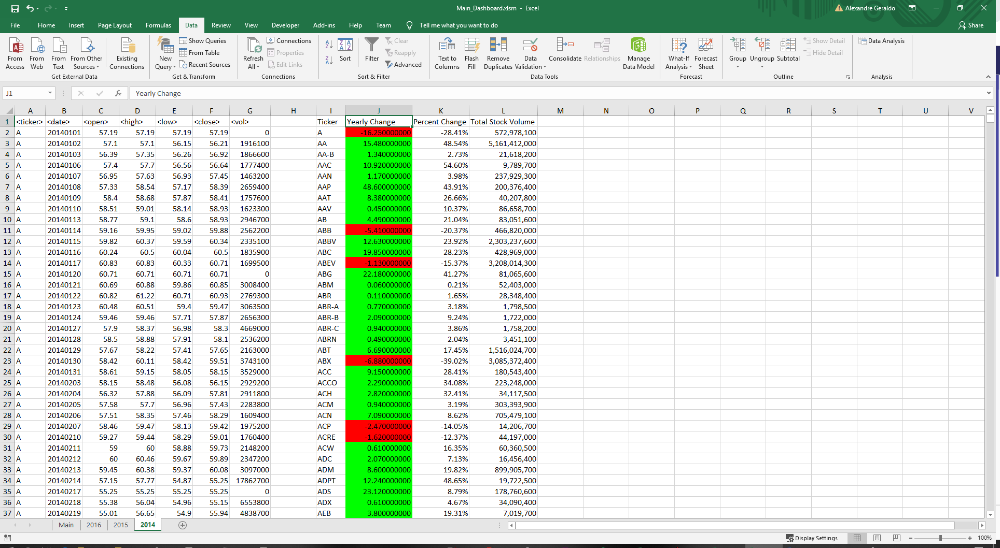 Main_Dashboard.xlsm - Excel
Alexandre Geraldo
File Home Insert Page Layout Formulas Data Review View Developer Add-ins Help Team Tell me what you want to do Share
From Access
From Web
From Text
From Other Sources
Existing Connections
Get External Data
New Query
Show Queries
From Table
Recent Sources
Get & Transform
Refresh All
Connections
Properties
Edit Links
Connections
Sort
Filter
Clear
Reapply
Advanced
Sort & Filter
Text to Columns
Flash Fill
Remove Duplicates
Data Validation
Consolidate
Relationships
Manage Data Model
Data Tools
What-If Analysis
Forecast Sheet
Forecast
Group
Ungroup
Subtotal
Show Detail
Hide Detail
Outline
Data Analysis
Analysis
J1 fx Yearly Change
A B C D E F G H I J K L M N O P Q R S T U V
1 <ticker> <date> <open> <high> <low> <close> <vol> Ticker Yearly Change Percent Change Total Stock Volume
2 A 20140101 57.19 57.19 57.19 57.19 0 A -16.250000000 -28.41% 572,978,100
3 A 20140102 57.1 57.1 56.15 56.21 1916100 AA 15.480000000 48.54% 5,161,412,000
4 A 20140103 56.39 57.35 56.26 56.92 1866600 AA-B 1.340000000 2.73% 21,618,200
5 A 20140106 57.4 57.7 56.56 56.64 1777400 AAC 10.920000000 54.60% 9,789,700
6 A 20140107 56.95 57.63 56.93 57.45 1463200 AAN 1.170000000 3.98% 237,929,300
7 A 20140108 57.33 58.54 57.17 58.39 2659400 AAP 48.600000000 43.91% 200,376,400
8 A 20140109 58.4 58.68 57.87 58.41 1757600 AAT 8.380000000 26.66% 40,207,800
9 A 20140110 58.51 59.01 58.14 58.93 1623300 AAV 0.450000000 10.37% 86,658,700
10 A 20140113 58.77 59.1 58.6 58.93 2946700 AB 4.490000000 21.04% 83,051,600
11 A 20140114 59.16 59.95 59.02 59.88 2562200 ABB -5.410000000 -20.37% 466,820,000
12 A 20140115 59.82 60.37 59.59 60.34 2335100 ABBV 12.630000000 23.92% 2,303,237,600
13 A 20140116 60.24 60.5 60.04 60.5 1835900 ABC 19.850000000 28.23% 428,969,000
14 A 20140117 60.83 60.83 60.33 60.71 1699500 ABEV -1.130000000 -15.37% 3,208,014,300
15 A 20140120 60.71 60.71 60.71 60.71 0 ABG 22.180000000 41.27% 81,065,600
16 A 20140121 60.69 60.88 59.86 60.85 3008400 ABM 0.060000000 0.21% 52,403,000
17 A 20140122 60.82 61.22 60.71 60.93 2769300 ABR 0.110000000 1.65% 28,348,400
18 A 20140123 60.48 60.51 59.4 59.47 3063500 ABR-A 0.770000000 3.18% 1,798,500
19 A 20140124 59.46 59.46 57.71 57.87 2656300 ABR-B 2.090000000 9.24% 1,722,000
20 A 20140127 57.9 58.37 56.98 58.3 4669000 ABR-C 0.940000000 3.86% 1,758,200
21 A 20140128 58.5 58.88 57.91 58.1 2536200 ABRN 0.490000000 2.04% 3,451,100
22 A 20140129 57.67 58.22 57.41 57.65 2163000 ABT 6.690000000 17.45% 1,516,024,700
23 A 20140130 58.42 60.11 58.42 59.51 3743100 ABX -6.880000000 -39.02% 3,085,372,400
24 A 20140131 58.61 59.15 58.05 58.15 3529000 ACC 9.150000000 28.41% 180,543,400
25 A 20140203 58.15 58.48 56.08 56.15 2929200 ACCO 2.290000000 34.08% 223,248,000
26 A 20140204 56.32 57.88 56.09 57.81 2911800 ACH 2.820000000 32.41% 34,117,500
27 A 20140205 57.58 57.7 56.96 57.43 2283800 ACM 0.940000000 3.19% 303,393,900
28 A 20140206 57.51 58.35 57.46 58.29 1609400 ACN 7.090000000 8.62% 705,479,100
29 A 20140207 58.46 59.47 58.13 59.42 1975200 ACP -2.470000000 -14.05% 14,206,700
30 A 20140210 59.27 59.44 58.29 59.01 1760400 ACRE -1.620000000 -12.37% 44,197,000
31 A 20140211 59 60 58.88 59.73 2148200 ACW 0.610000000 16.35% 60,360,500
32 A 20140212 60 60.46 59.67 59.89 2347200 ADC 2.070000000 7.13% 16,456,400
33 A 20140213 59.45 60.38 59.37 60.08 3097000 ADM 8.600000000 19.82% 899,905,700
34 A 20140214 57.15 57.77 54.87 55.25 17862700 ADPT 12.240000000 48.65% 19,722,500
35 A 20140217 55.25 55.25 55.25 55.25 0 ADS 23.120000000 8.79% 178,760,600
36 A 20140218 55.38 56.04 54.96 55.15 6553800 ADX 0.610000000 4.67% 34,090,400
37 A 20140219 55.01 56.65 54.9 55.94 4838700 AEB 3.800000000 19.31% 7,019,700
Main 2016 2015 2014
Display Settings 100%